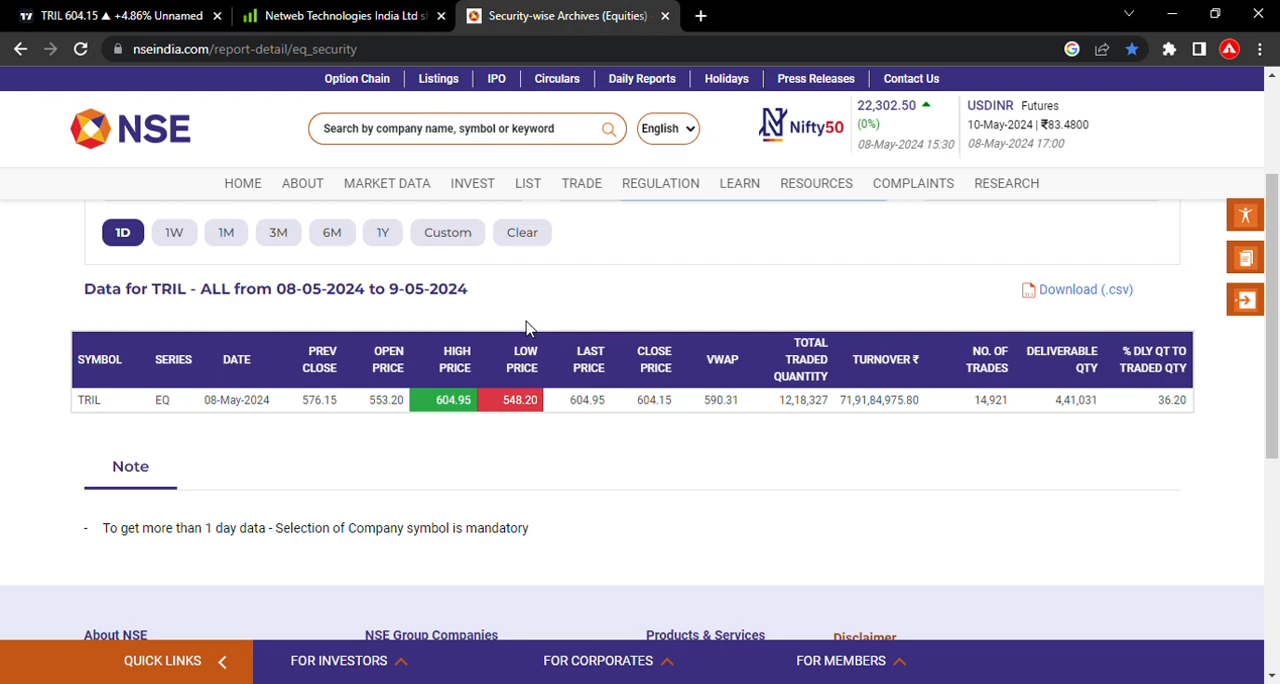 TRIL 604.15 ▲ +4.86% Unnamed
Netweb Technologies India Ltd s
Security-wise Archives (Equities)
nseindia.com/report-detail/eq_security
Option Chain Listings IPO Circulars Daily Reports Holidays Press Releases Contact Us
NSE
Search by company name, symbol or keyword
English
Nifty50
22,302.50
(0%)
08-May-2024 15:30
USDINR Futures
10-May-2024 | ₹83.4800
08-May-2024 17:00
HOME ABOUT MARKET DATA INVEST LIST TRADE REGULATION LEARN RESOURCES COMPLAINTS RESEARCH
1D 1W 1M 3M 6M 1Y Custom Clear
Data for TRIL - ALL from 08-05-2024 to 9-05-2024
Download (.csv)
SYMBOL SERIES DATE PREV CLOSE OPEN PRICE HIGH PRICE LOW PRICE LAST PRICE CLOSE PRICE VWAP TOTAL TRADED QUANTITY TURNOVER ₹ NO. OF TRADES DELIVERABLE QTY % DLY QT TO TRADED QTY
TRIL EQ 08-May-2024 576.15 553.20 604.95 548.20 604.95 604.15 590.31 12,18,327 71,91,84,975.80 14,921 4,41,031 36.20
Note
- To get more than 1 day data - Selection of Company symbol is mandatory
About NSE NSE Group Companies Products & Services Disclaimer
QUICK LINKS FOR INVESTORS FOR CORPORATES FOR MEMBERS